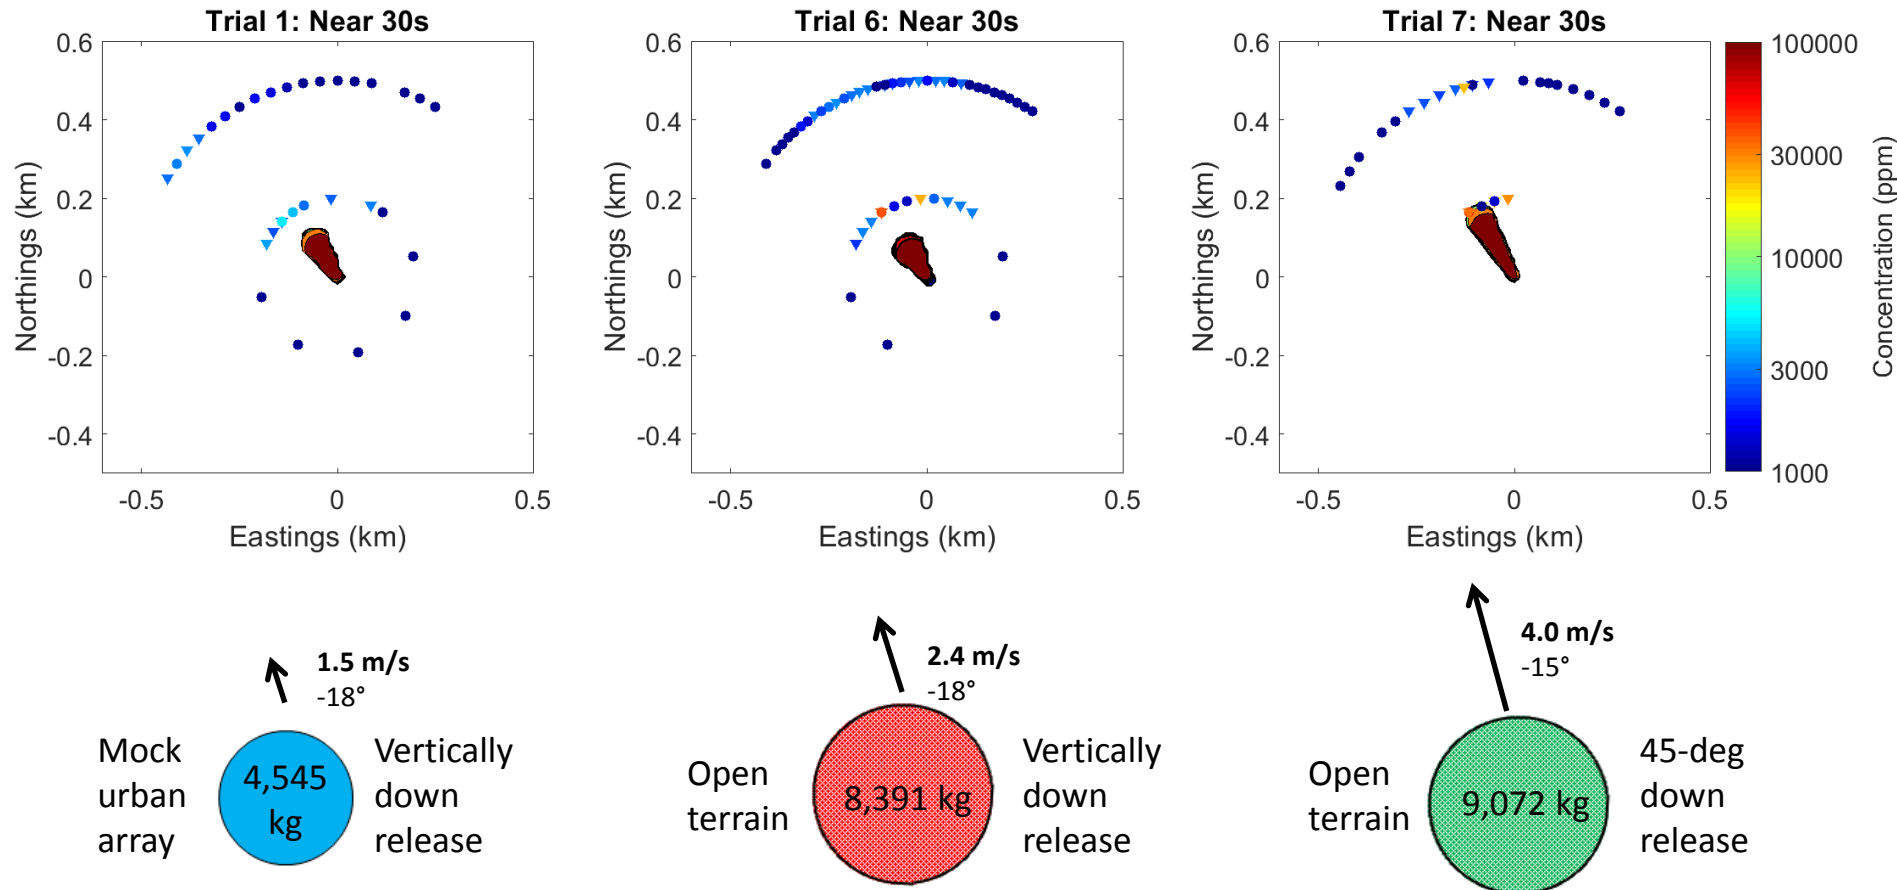 Trial 1: Near 30s
0.6
0.4
0.2
0
-0.2
-0.4
Northings (km)
-0.5
0
0.5
Eastings (km)
Trial 6: Near 30s
0.6
0.4
0.2
0
-0.2
-0.4
Northings (km)
-0.5
0
0.5
Eastings (km)
Trial 7: Near 30s
0.6
0.4
0.2
0
-0.2
-0.4
Northings (km)
-0.5
0
0.5
Eastings (km)
100000
30000
10000
3000
1000
Concentration (ppm)
1.5 m/s
-18°
Mock
urban
array
4,545
kg
Vertically
down
release
2.4 m/s
-18°
Open
terrain
8,391 kg
Vertically
down
release
4.0 m/s
-15°
Open
terrain
9,072 kg
45-deg
down
release